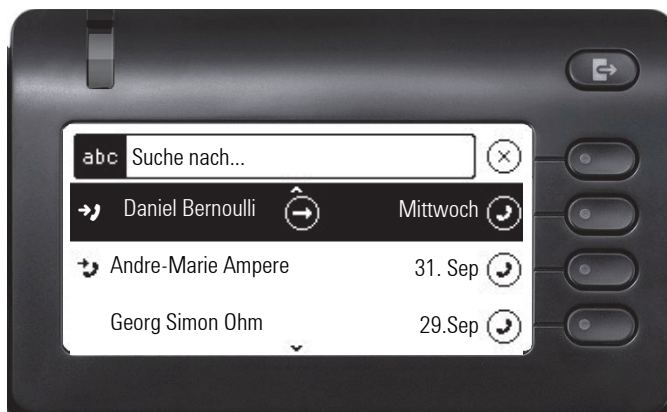 abc Suche nach...
Daniel Bernoulli Mittwoch
Andre-Marie Ampere 31. Sep
Georg Simon Ohm 29.Sep